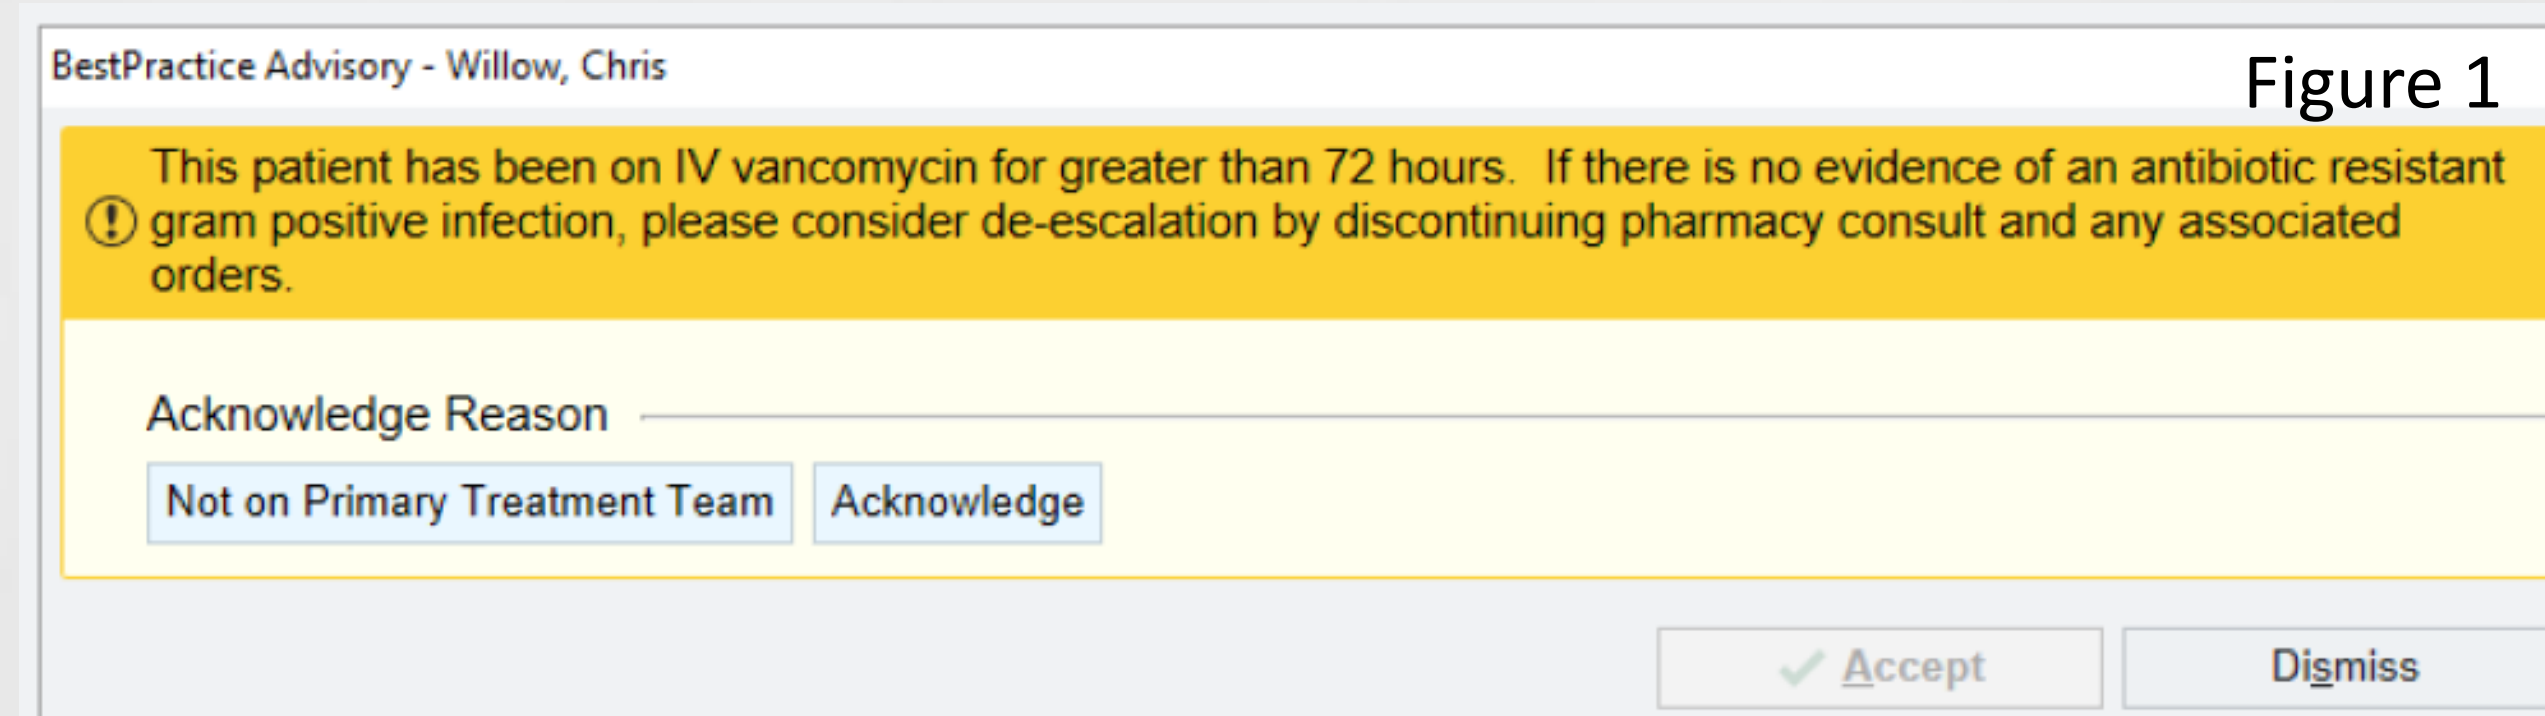 BestPractice Advisory - Willow, Chris
Figure 1
This patient has been on IV vancomycin for greater than 72 hours.  If there is no evidence of an antibiotic resistant
gram positive infection, please consider de-escalation by discontinuing pharmacy consult and any associated
orders.
Acknowledge Reason
Not on Primary Treatment Team
Acknowledge
Accept
Dismiss